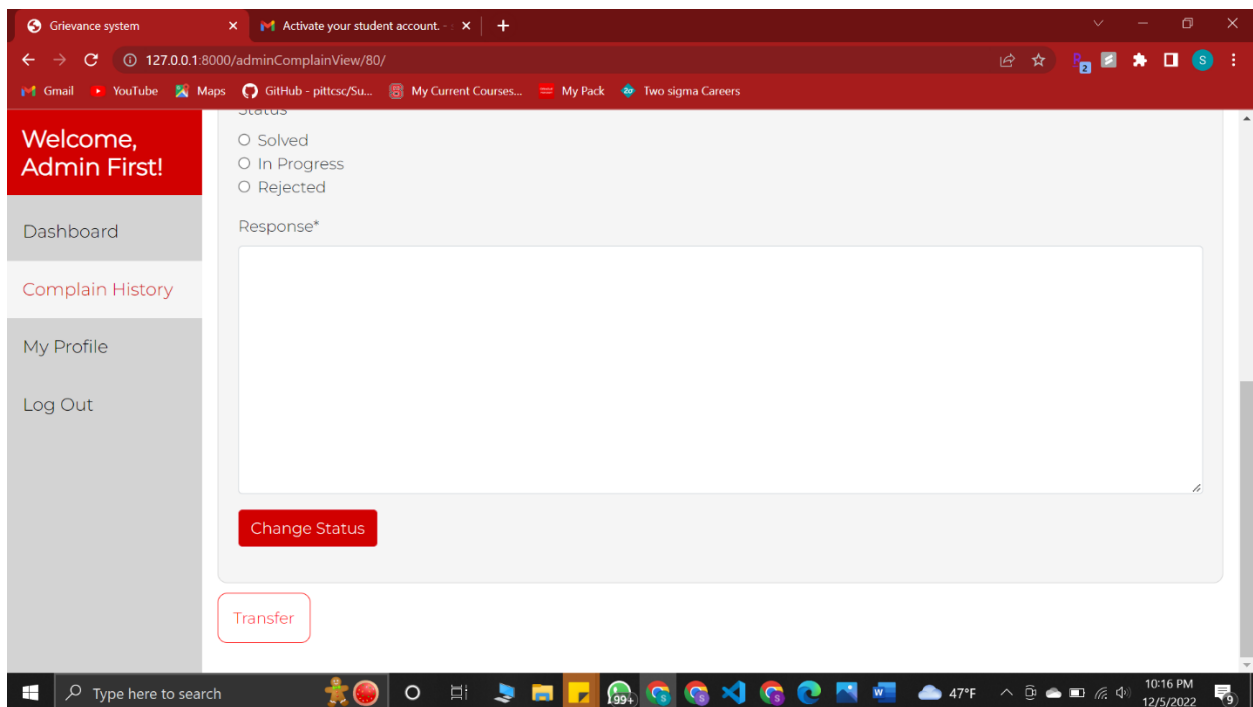 Grievance system
Activate your student account. -
127.0.0.1:8000/adminComplainView/80/
2
S
Gmail
YouTube
Maps
GitHub - pittcsc/Su...
My Current Courses...
My Pack
Two sigma Careers
Welcome,
Admin First!
Dashboard
Complain History
My Profile
Log Out
Status
Solved
In Progress
Rejected
Response*
Change Status
Transfer
Type here to search
99+
47°F
10:16 PM
12/5/2022
9